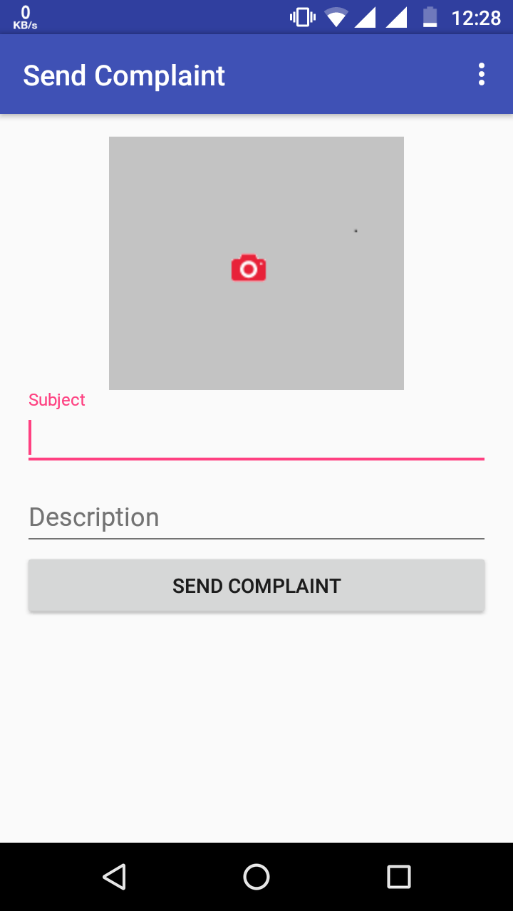 0
KB/s
12:28
Send Complaint
Subject
Description
SEND COMPLAINT